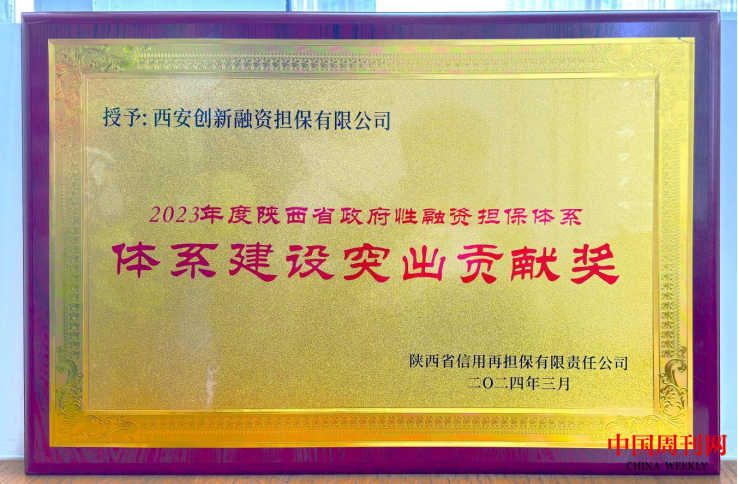 授予: 西安创新融资担保有限公司
2023年度陕西省政府性融资担保体系
体系建设突出贡献奖
陕西省信用再担保有限责任公司
二〇二四年三月
中国周刊网
CHINA WEEKLY